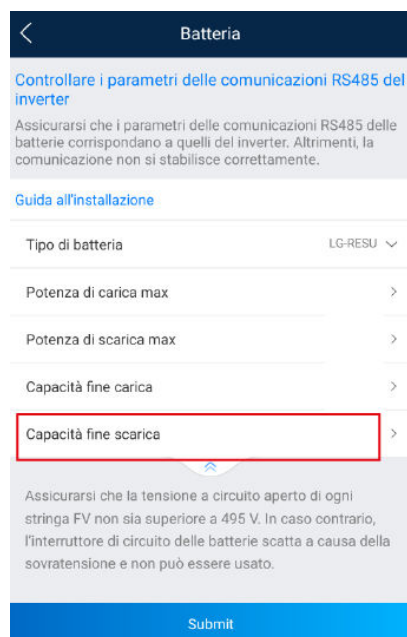 Batteria
Controllare i parametri delle comunicazioni RS485 del
inverter
Assicurarsi che i parametri delle comunicazioni RS485 delle
batterie corrispondano a quelli del inverter. Altrimenti, la
comunicazione non si stabilisce correttamente.
Guida all'installazione
Tipo di batteria LG-RESU
Potenza di carica max
Potenza di scarica max
Capacità fine carica
Capacità fine scarica
Assicurarsi che la tensione a circuito aperto di ogni
stringa FV non sia superiore a 495 V. In caso contrario,
l'interruttore di circuito delle batterie scatta a causa della
sovratensione e non può essere usato.
Submit